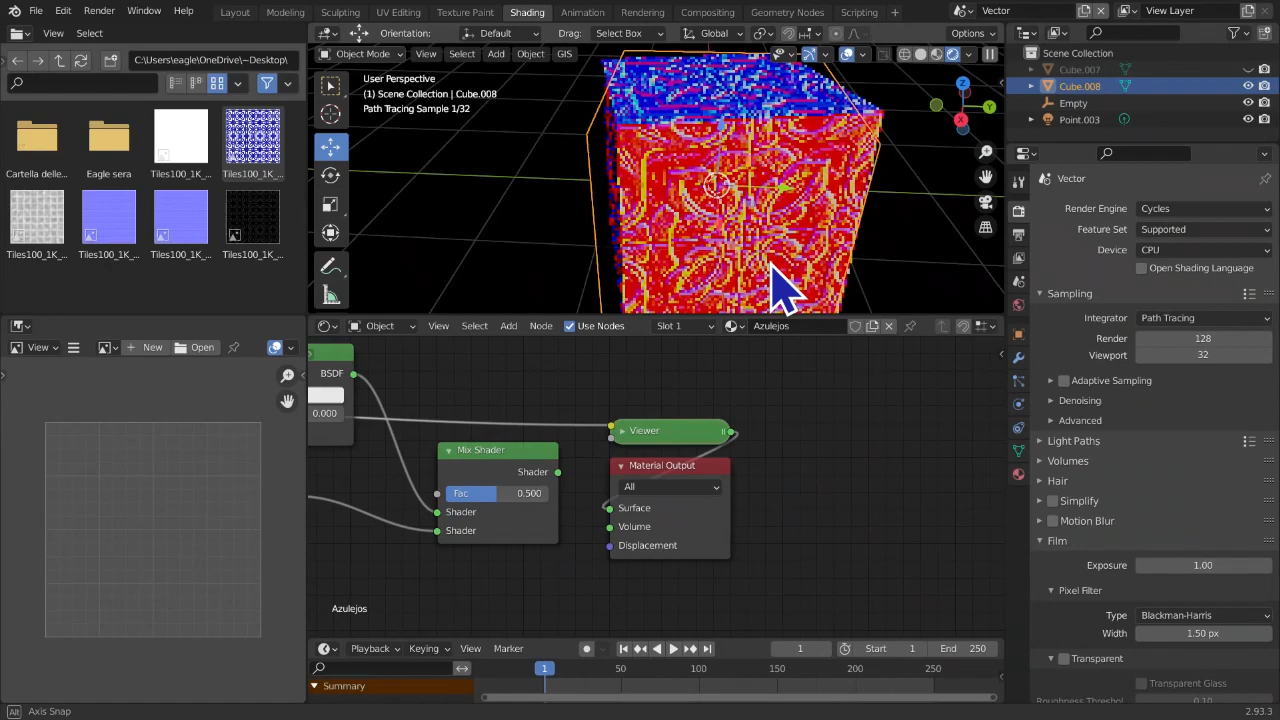 File Edit Render Window Help Layout Modeling Sculpting UV Editing Texture Paint Shading Animation Rendering Compositing Geometry Nodes Scripting + Vector View Layer
View Select
Orientation: Default Drag: Select Box Global Options
C:\Users\eagle\OneDrive\~Desktop\
Object Mode View Select Add Object GIS
Scene Collection
Cube.007
Cube.008
Empty
Point.003
User Perspective
(1) Scene Collection | Cube.008
Path Tracing Sample 1/32
Z
Y
X
Cartella delle... Eagle sera Tiles100_1K_... Tiles100_1K_...
Tiles100_1K_... Tiles100_1K_... Tiles100_1K_... Tiles100_1K_...
Vector
Render Engine Cycles
Feature Set Supported
Device CPU
Open Shading Language
Sampling
Integrator Path Tracing
Render 128
Viewport 32
Adaptive Sampling
Denoising
Advanced
Light Paths
Volumes
Hair
Simplify
Motion Blur
Film
Exposure 1.00
Pixel Filter
Type Blackman-Harris
Width 1.50 px
Transparent
Transparent Glass
Roughness Threshol. 0.10
View New Open
Object View Select Add Node Use Nodes Slot 1 Azulejos
BSDF
0.000
Viewer
Mix Shader
Shader
Fac 0.500
Shader
Shader
Material Output
All
Surface
Volume
Displacement
Azulejos
Playback Keying View Marker 1 Start 1 End 250
1 50 100 150 200 250
Summary
Alt Axis Snap 2.93.3